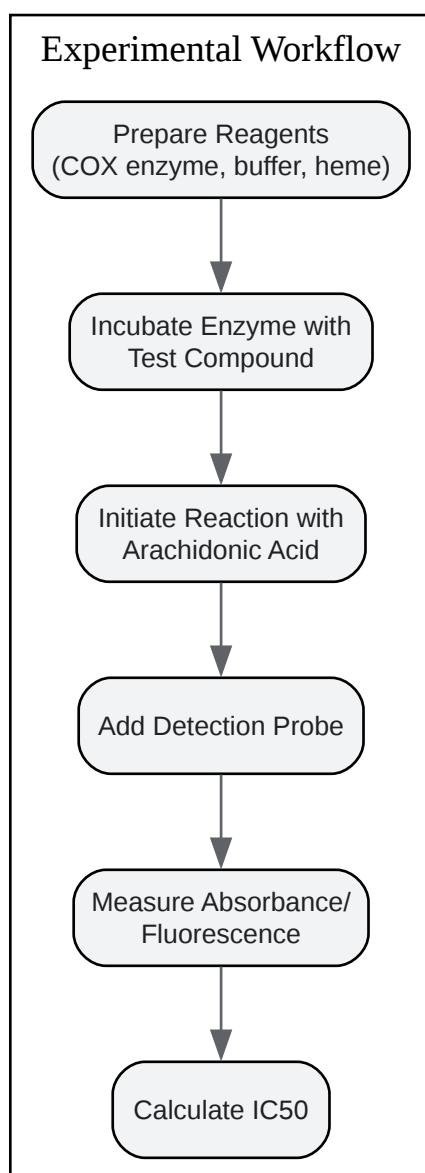 Experimental Workflow
Prepare Reagents
(COX enzyme, buffer, heme)
Incubate Enzyme with
Test Compound
Initiate Reaction with
Arachidonic Acid
Add Detection Probe
Measure Absorbance/
Fluorescence
Calculate IC50